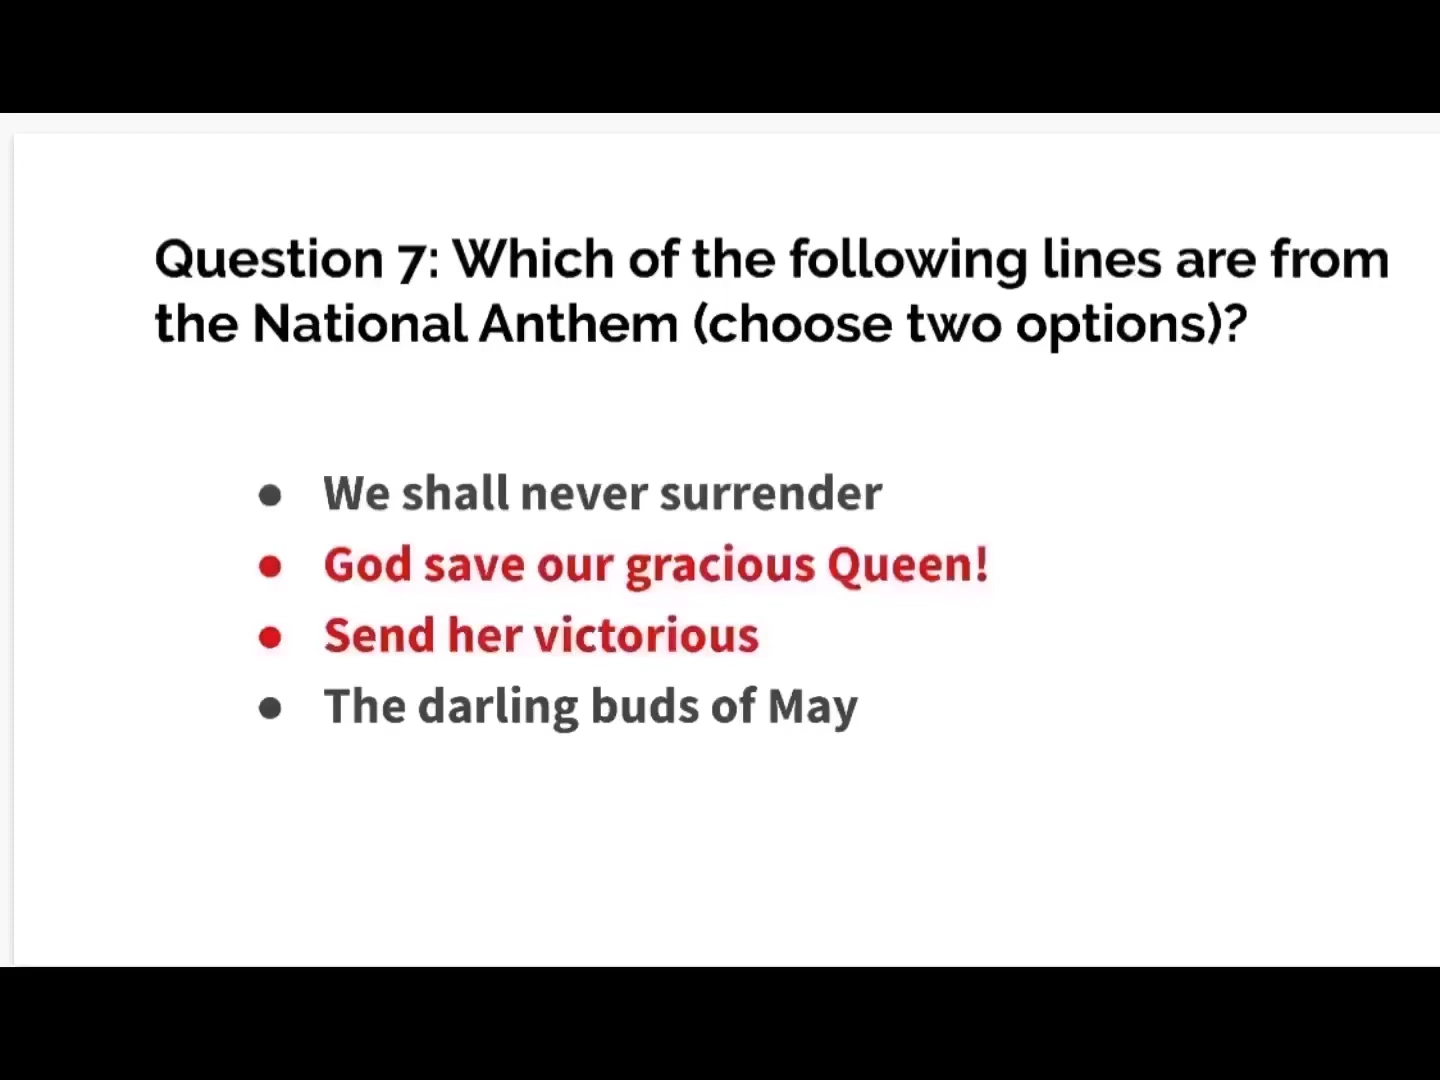 Question 7: Which of the following lines are from
the National Anthem (choose two options)?
● We shall never surrender
● God save our gracious Queen!
● Send her victorious
● The darling buds of May